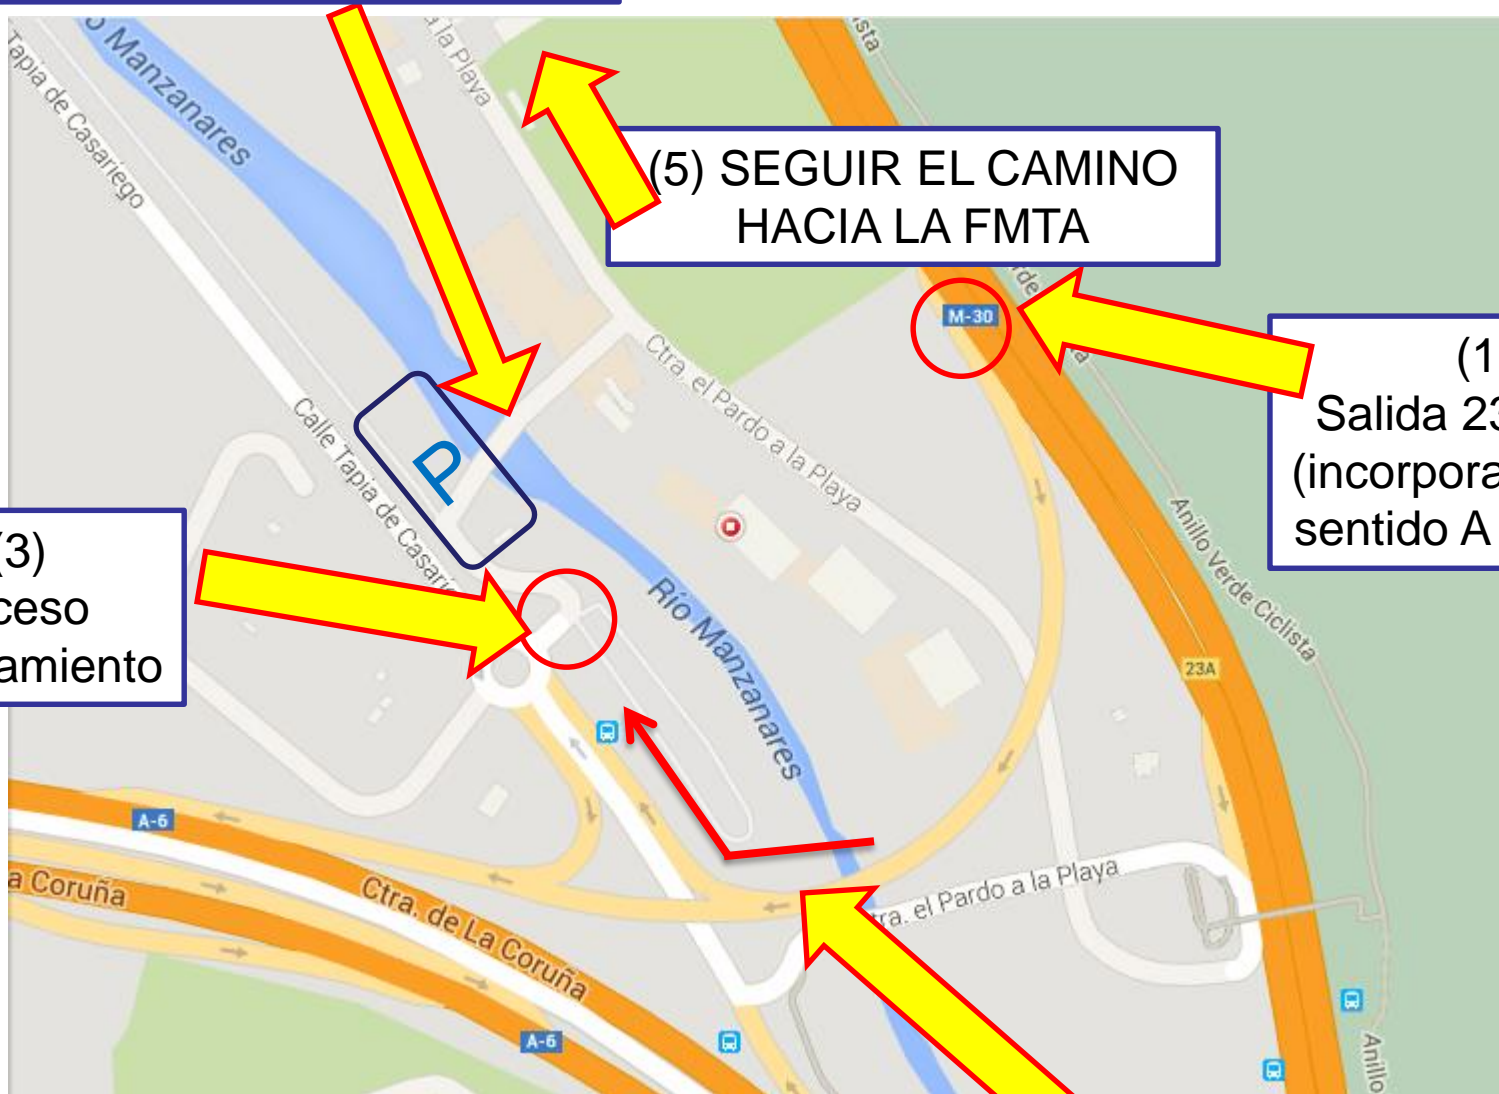 Río Manzanares
Tapia de Casariego
a la Playa
(5) SEGUIR EL CAMINO
HACIA LA FMTA
M-30
(1
Salida 23
(incorpora
sentido A
Ctra. el Pardo a la Playa
Calle Tapia de Casarie
P
(3)
ceso
amiento
Río Manzanares
Anillo Verde Ciclista
23A
A-6
a Coruña
Ctra. de La Coruña
tra. el Pardo a la Playa
A-6
Anillo